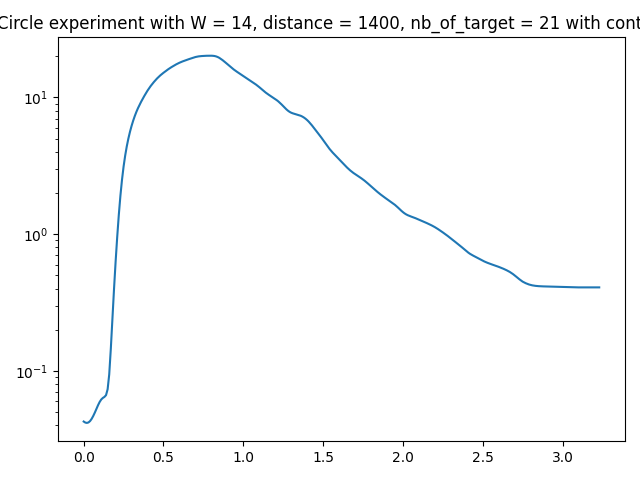 Circle experiment with W = 14, distance = 1400, nb_of_target = 21 with cont
10¹
10⁰
10⁻¹
0.0 0.5 1.0 1.5 2.0 2.5 3.0